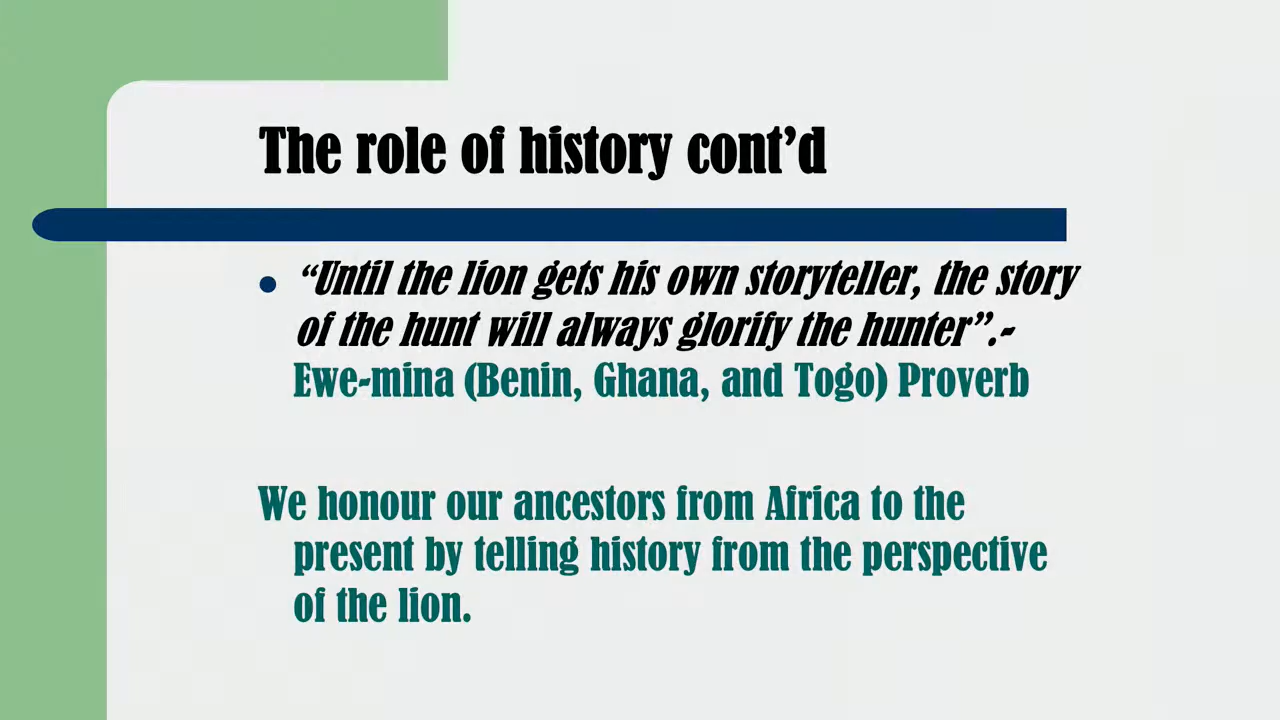 The role of history cont’d
“Until the lion gets his own storyteller, the story
of the hunt will always glorify the hunter”.-
Ewe-mina (Benin, Ghana, and Togo) Proverb
We honour our ancestors from Africa to the
present by telling history from the perspective
of the lion.